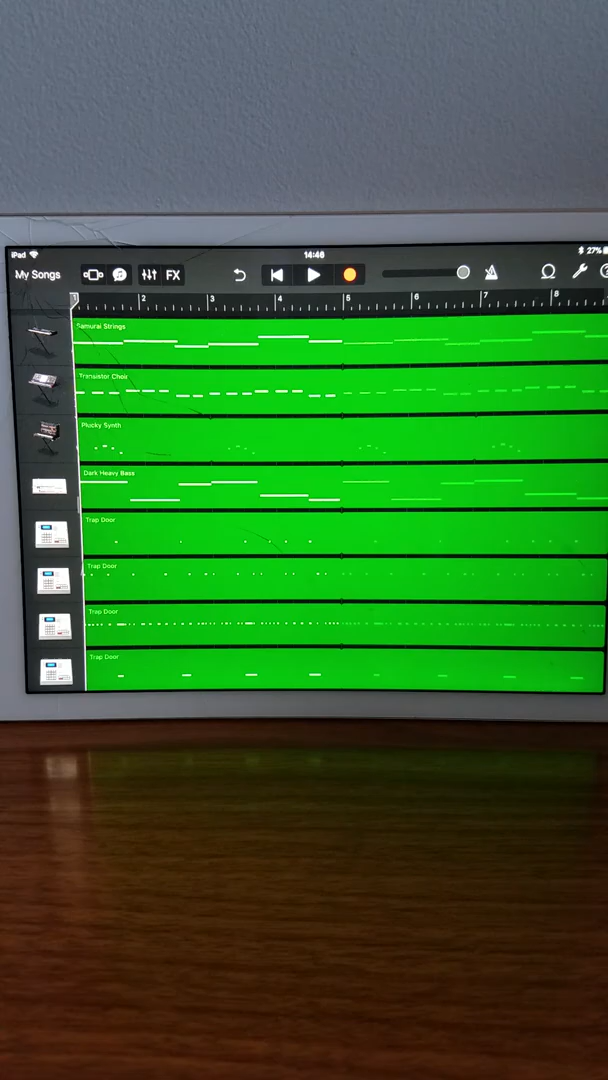 iPad 14:46 27%
My Songs FX
1 2 3 4 5 6 7 8
Samurai Strings
Transistor Choir
Plucky Synth
Dark Heavy Bass
Trap Door
Trap Door
Trap Door
Trap Door